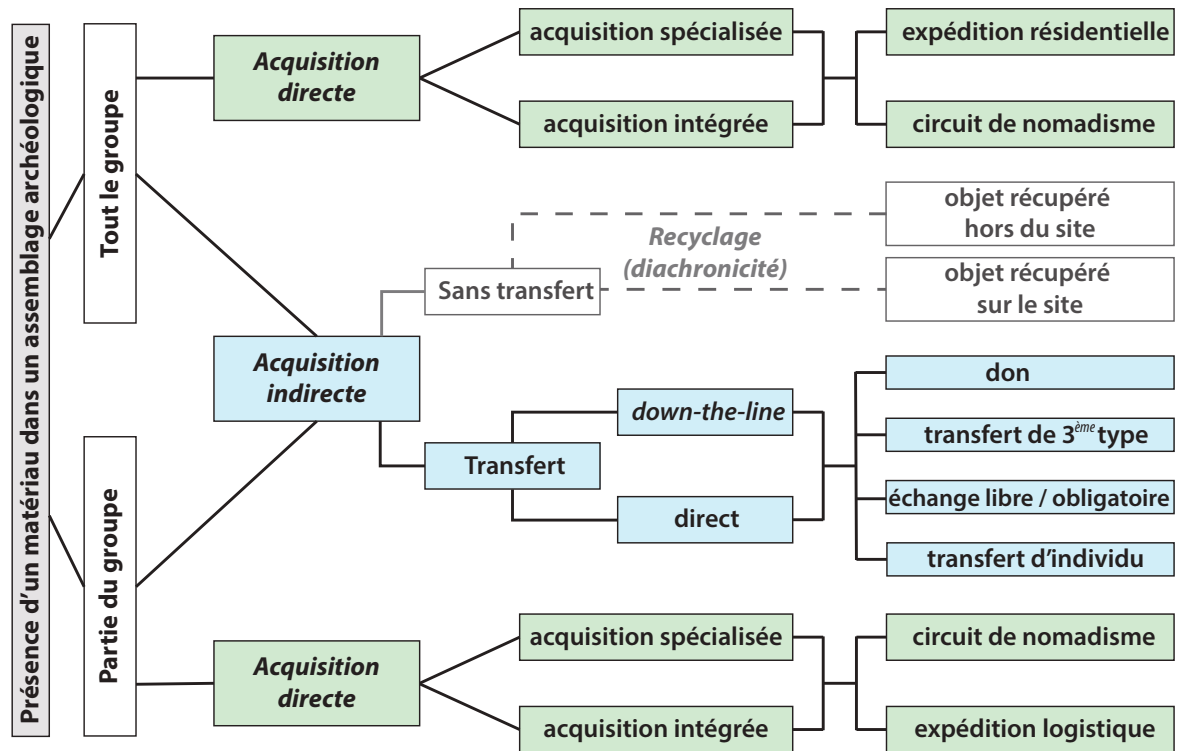 Présence d'un matériau dans un assemblage archéologique
Tout le groupe
Acquisition
directe
acquisition spécialisée
acquisition intégrée
expédition résidentielle
circuit de nomadisme
Sans transfert
Recyclage
(diachronicité)
objet récupéré
hors du site
objet récupéré
sur le site
Acquisition
indirecte
Transfert
down-the-line
direct
don
transfert de 3ème type
échange libre / obligatoire
transfert d'individu
Partie du groupe
Acquisition
directe
acquisition spécialisée
acquisition intégrée
circuit de nomadisme
expédition logistique